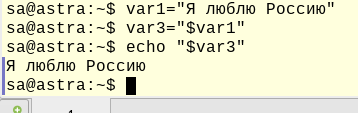 sa@astra:~$ var1="Я люблю Россию"
sa@astra:~$ var3="$var1"
sa@astra:~$ echo "$var3"
Я люблю Россию
sa@astra:~$